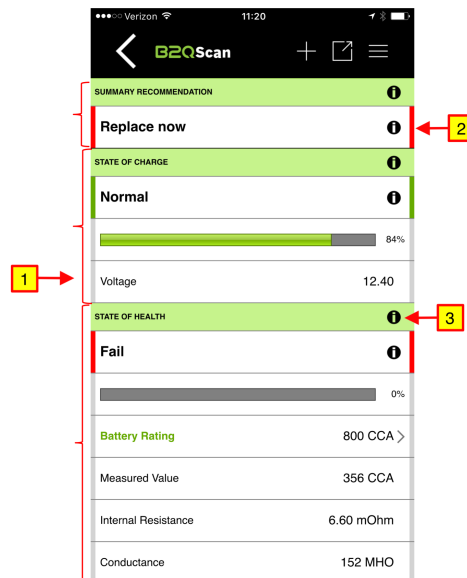 Verizon 11:20
B2QScan
SUMMARY RECOMMENDATION
Replace now
2
STATE OF CHARGE
Normal
84%
1
Voltage 12.40
STATE OF HEALTH
3
Fail
0%
Battery Rating 800 CCA
Measured Value 356 CCA
Internal Resistance 6.60 mOhm
Conductance 152 MHO